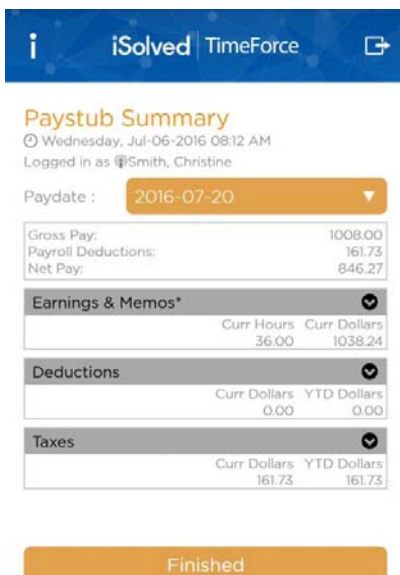 i iSolved TimeForce
Paystub Summary
Wednesday, Jul-06-2016 08:12 AM
Logged in as Smith, Christine
Paydate : 2016-07-20
Gross Pay: 1008.00
Payroll Deductions: 161.73
Net Pay: 846.27
Earnings & Memos*
Curr Hours Curr Dollars
36.00 1038.24
Deductions
Curr Dollars YTD Dollars
0.00 0.00
Taxes
Curr Dollars YTD Dollars
161.73 161.73
Finished